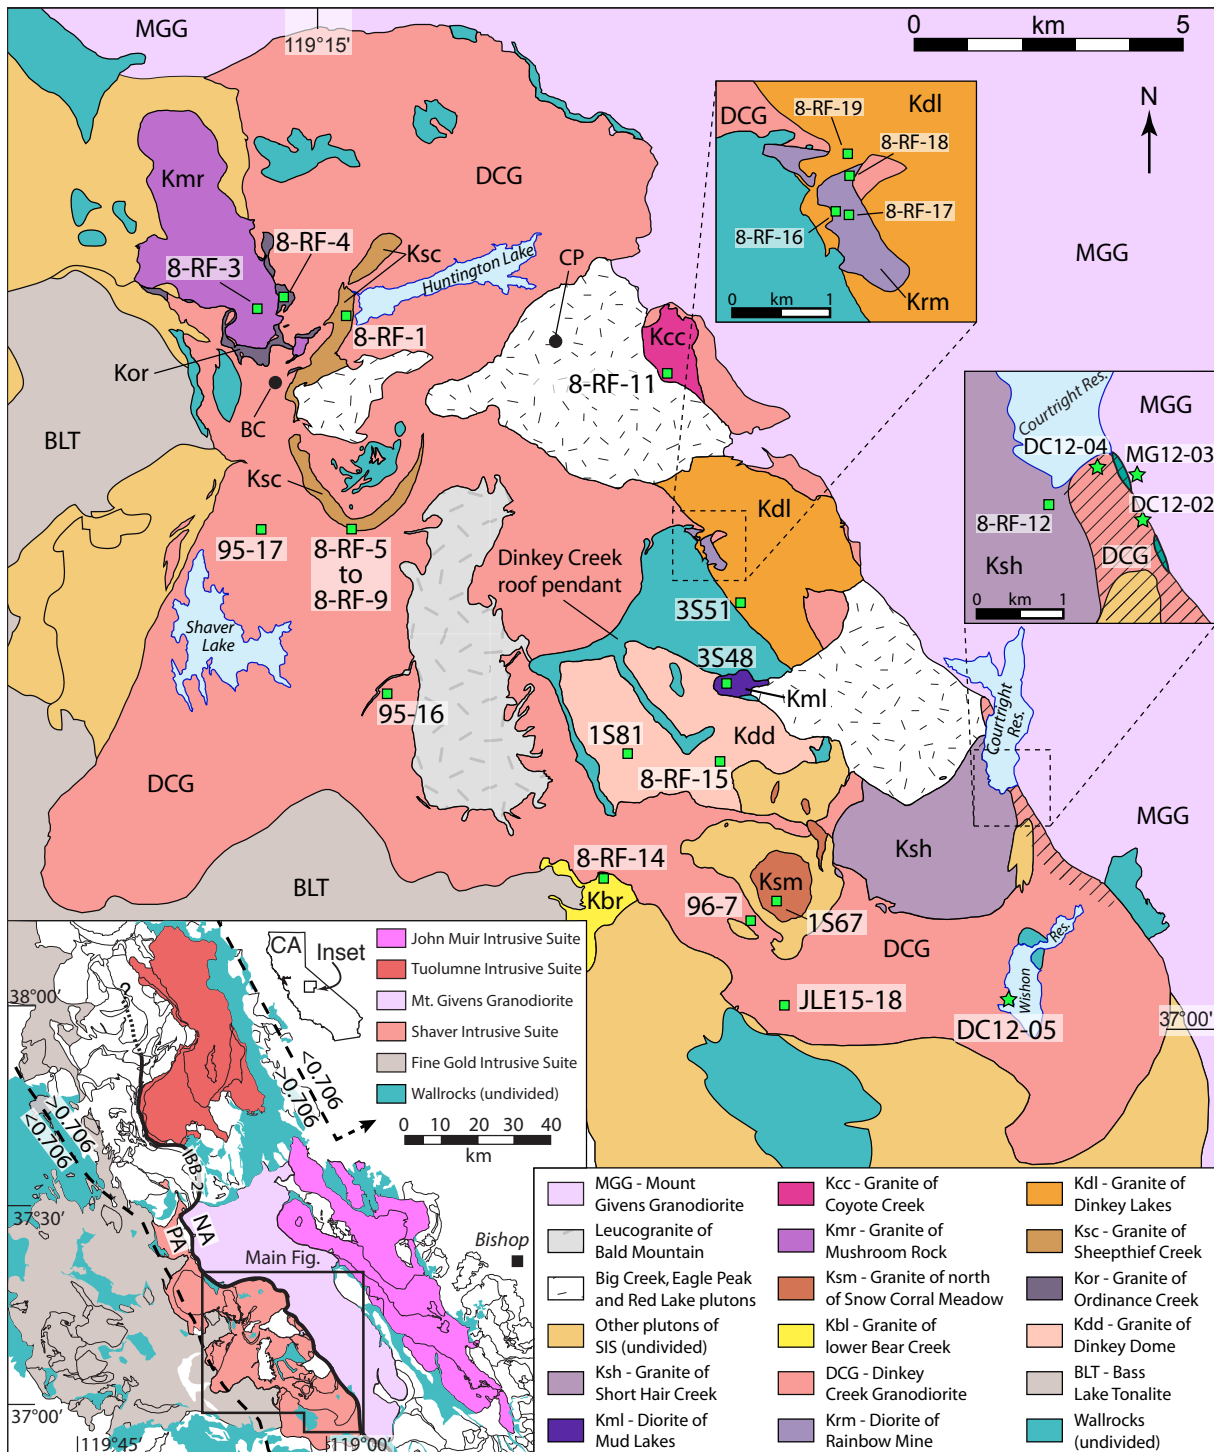 MGG
119°15'
0
km
5
N
DCG
Kdl
8-RF-19
8-RF-18
8-RF-17
8-RF-16
Krm
0
km
1
Kmr
DCG
MGG
8-RF-4
8-RF-3
Ksc
Huntington Lake
CP
8-RF-1
Kcc
8-RF-11
Kor
BC
BLT
Ksc
Courtright Res.
MGG
DC12-04
MG12-03
8-RF-12
DC12-02
DCG
Ksh
0
km
1
Kdl
95-17
8-RF-5
to
8-RF-9
Dinkey Creek
roof pendant
3S51
Shaver
Lake
3S48
Kml
95-16
1S81
Kdd
8-RF-15
Courtright
Res.
DCG
MGG
Ksh
8-RF-14
BLT
Kbr
Ksm
96-7
1S67
DCG
Wishon
Res.
JLE15-18
DC12-05
37°00'
CA
Inset
John Muir Intrusive Suite
Tuolumne Intrusive Suite
Mt. Givens Granodiorite
Shaver Intrusive Suite
Fine Gold Intrusive Suite
Wallrocks (undivided)
0 10 20 30 40
km
38°00'
?
<0.706
>0.706
>0.706
<0.706
IBB-2
37°30'
NA
PA
Main Fig.
Bishop
37°00'
119°45'
119°00'
MGG - Mount
Givens Granodiorite
Leucogranite of
Bald Mountain
Big Creek, Eagle Peak
and Red Lake plutons
Other plutons of
SIS (undivided)
Ksh - Granite of
Short Hair Creek
Kml - Diorite of
Mud Lakes
Kcc - Granite of
Coyote Creek
Kmr - Granite of
Mushroom Rock
Ksm - Granite of north
of Snow Corral Meadow
Kbl - Granite of
lower Bear Creek
DCG - Dinkey
Creek Granodiorite
Krm - Diorite of
Rainbow Mine
Kdl - Granite of
Dinkey Lakes
Ksc - Granite of
Sheepthief Creek
Kor - Granite of
Ordinance Creek
Kdd - Granite of
Dinkey Dome
BLT - Bass
Lake Tonalite
Wallrocks
(undivided)